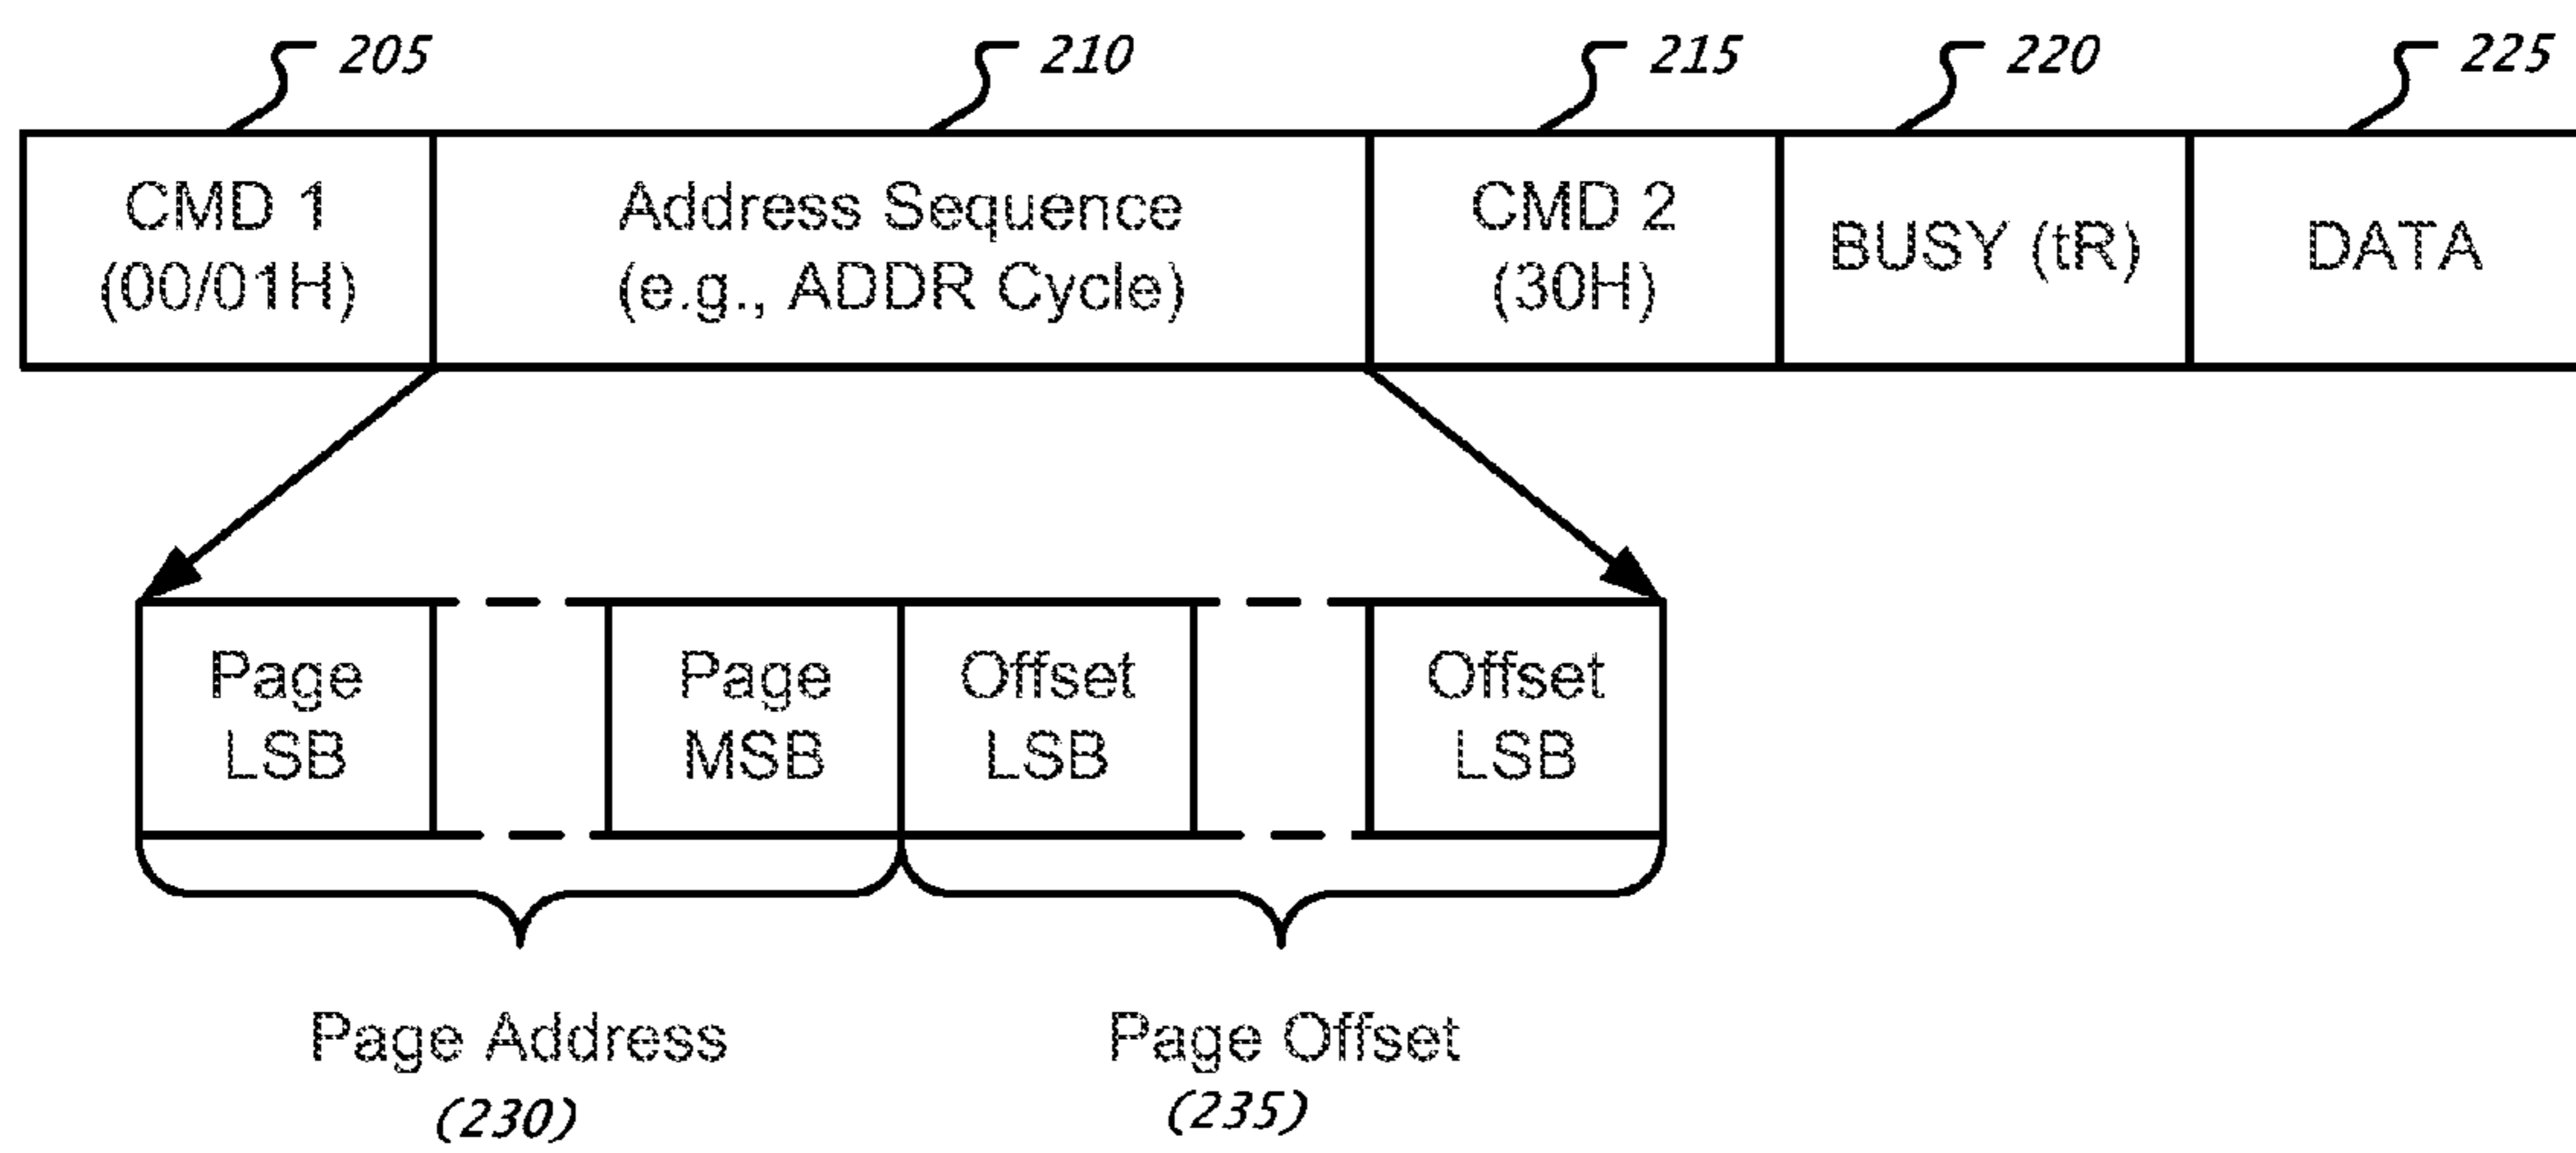 205
210
215
220
225
CMD 1
(00/01H)
Address Sequence
(e.g., ADDR Cycle)
CMD 2
(30H)
BUSY (tR)
DATA
Page
LSB
Page
MSB
Offset
LSB
Offset
LSB
Page Address
(230)
Page Offset
(235)